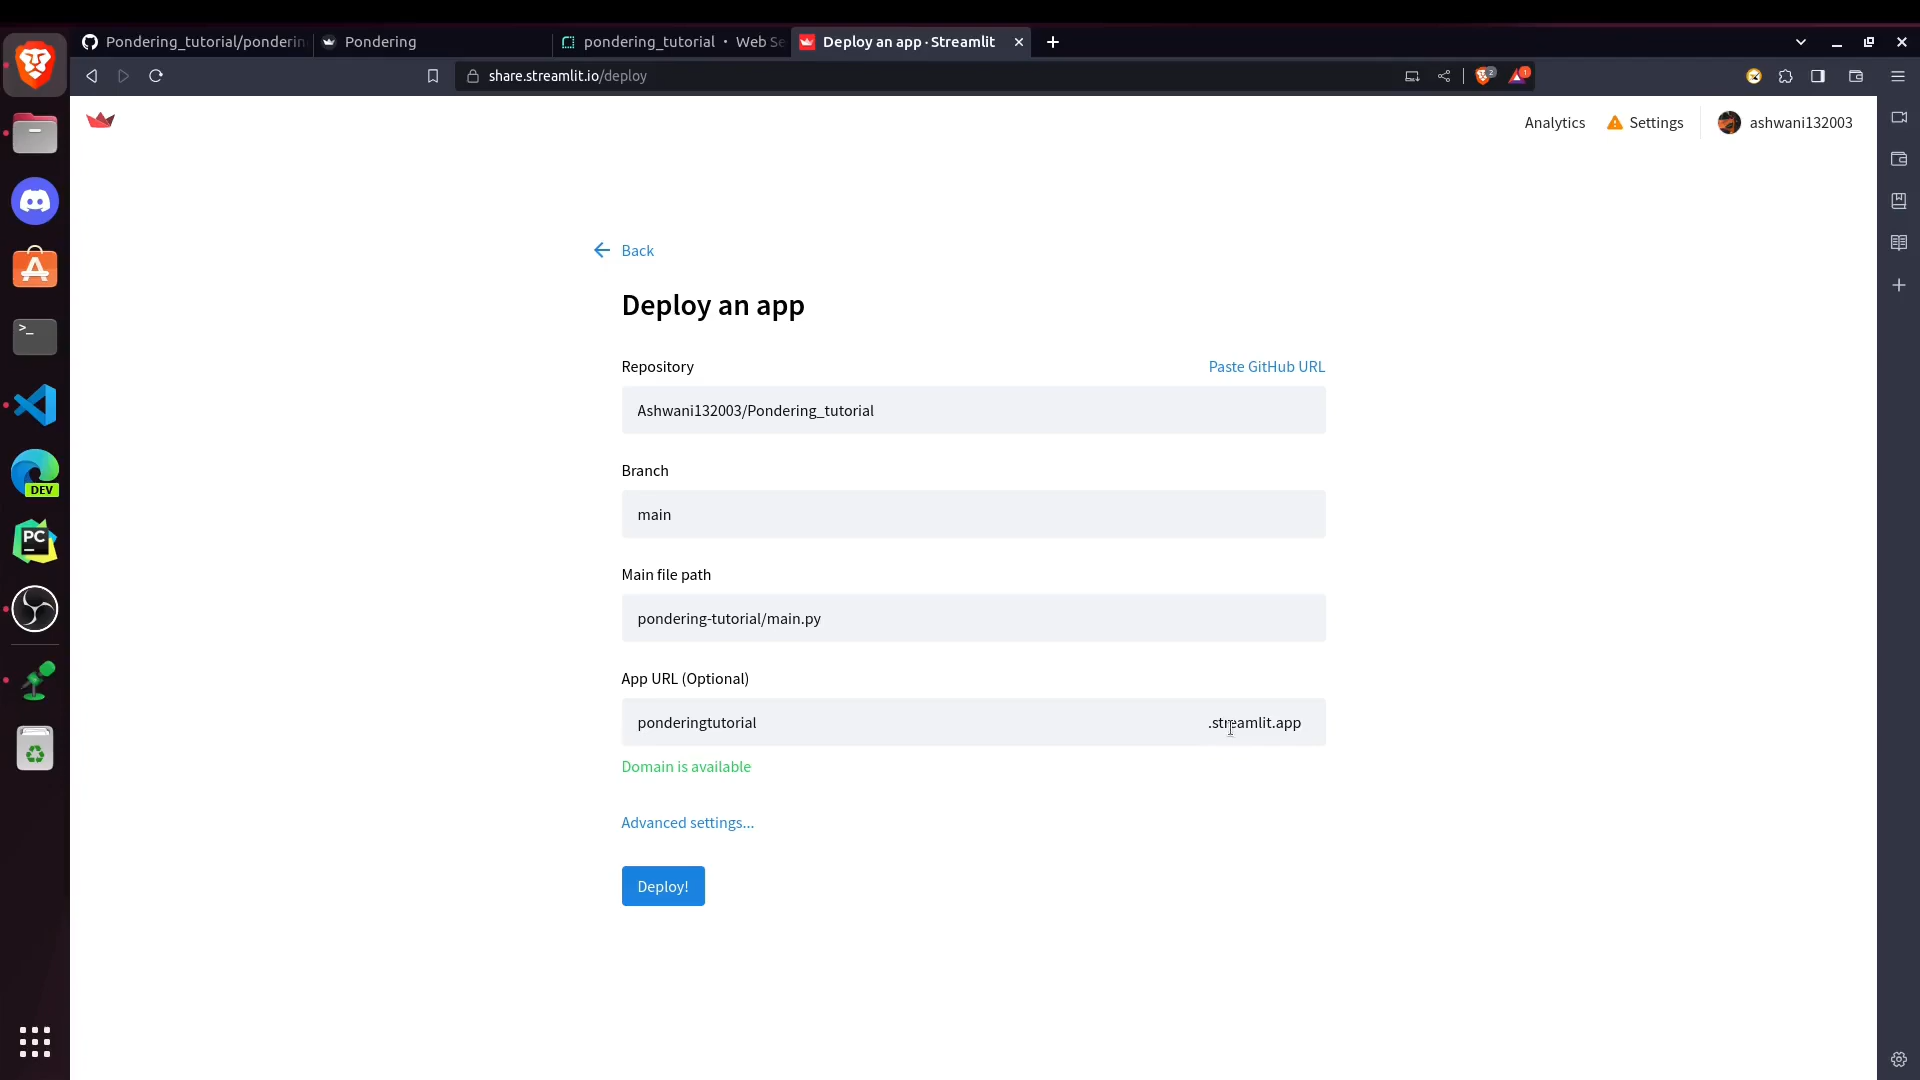 Pondering_tutorial/ponderin
Pondering
pondering_tutorial • Web Se
Deploy an app · Streamlit
share.streamlit.io/deploy
2
1
Analytics
Settings
ashwani132003
Back
Deploy an app
Repository
Paste GitHub URL
Ashwani132003/Pondering_tutorial
Branch
main
Main file path
pondering-tutorial/main.py
App URL (Optional)
ponderingtutorial
.streamlit.app
Domain is available
Advanced settings...
Deploy!
>_
DEV
PC